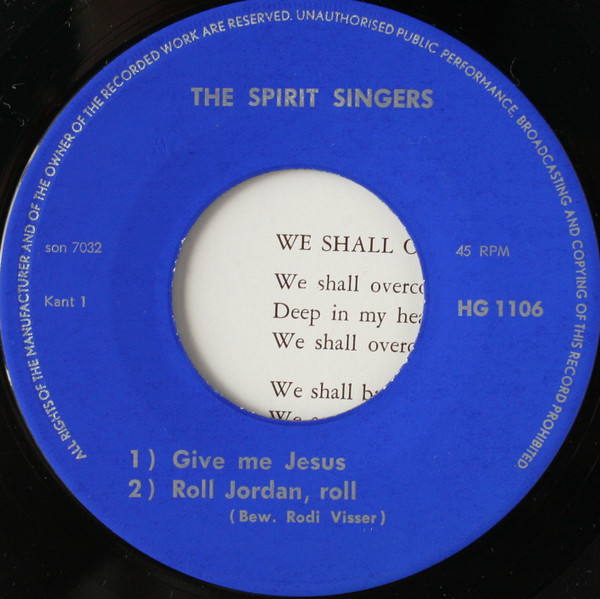 ALL RIGHTS OF THE MANUFACTURER AND OF THE OWNER OF THE RECORDED WORK ARE RESERVED. UNAUTHORISED PUBLIC PERFORMANCE, BROADCASTING AND COPYING OF THIS RECORD PROHIBITED
THE SPIRIT SINGERS
son 7032
45 RPM
Kant 1
HG 1106
WE SHALL
We shall
Deep in my
We shall
We shall
1) Give me Jesus
2) Roll Jordan, roll
(Bew. Rodi Visser)